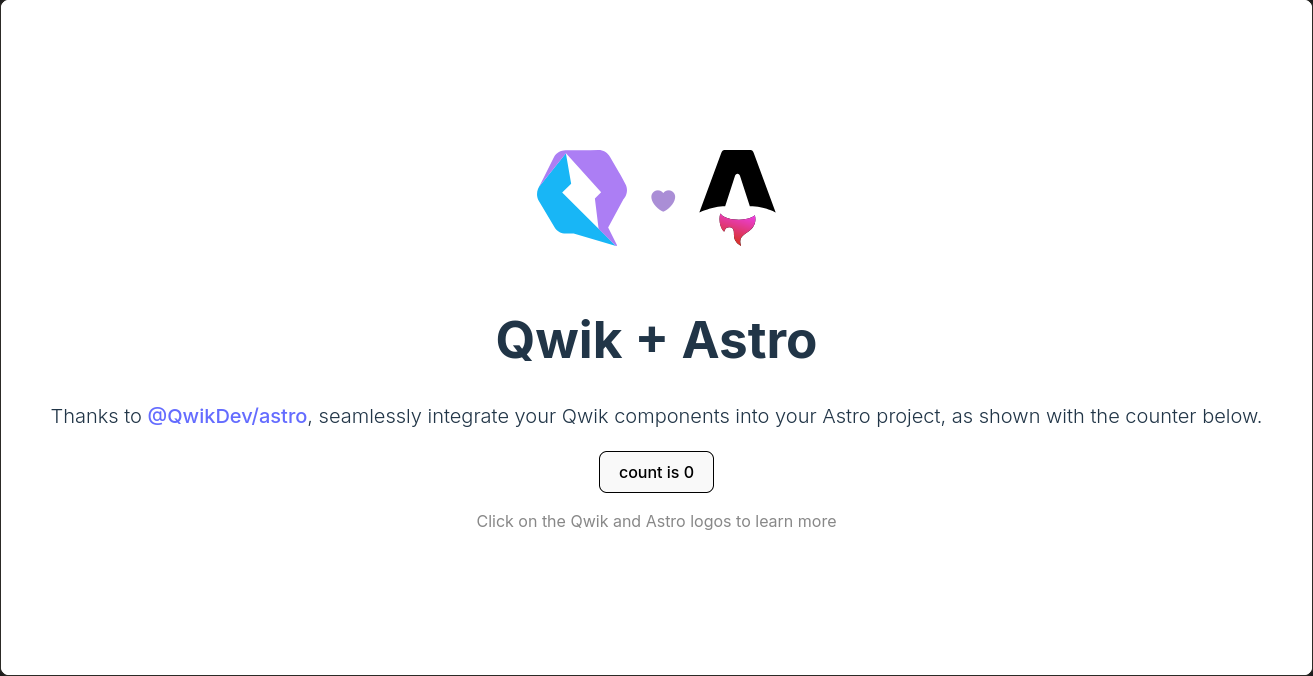 Qwik + Astro
Thanks to @QwikDev/astro, seamlessly integrate your Qwik components into your Astro project, as shown with the counter below.
count is 0
Click on the Qwik and Astro logos to learn more